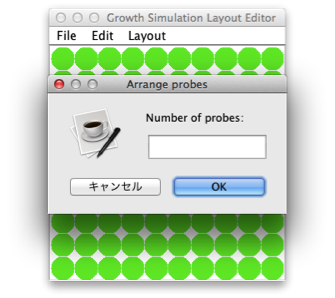 Growth Simulation Layout Editor
File Edit Layout
Arrange probes
Number of probes:
キャンセル OK